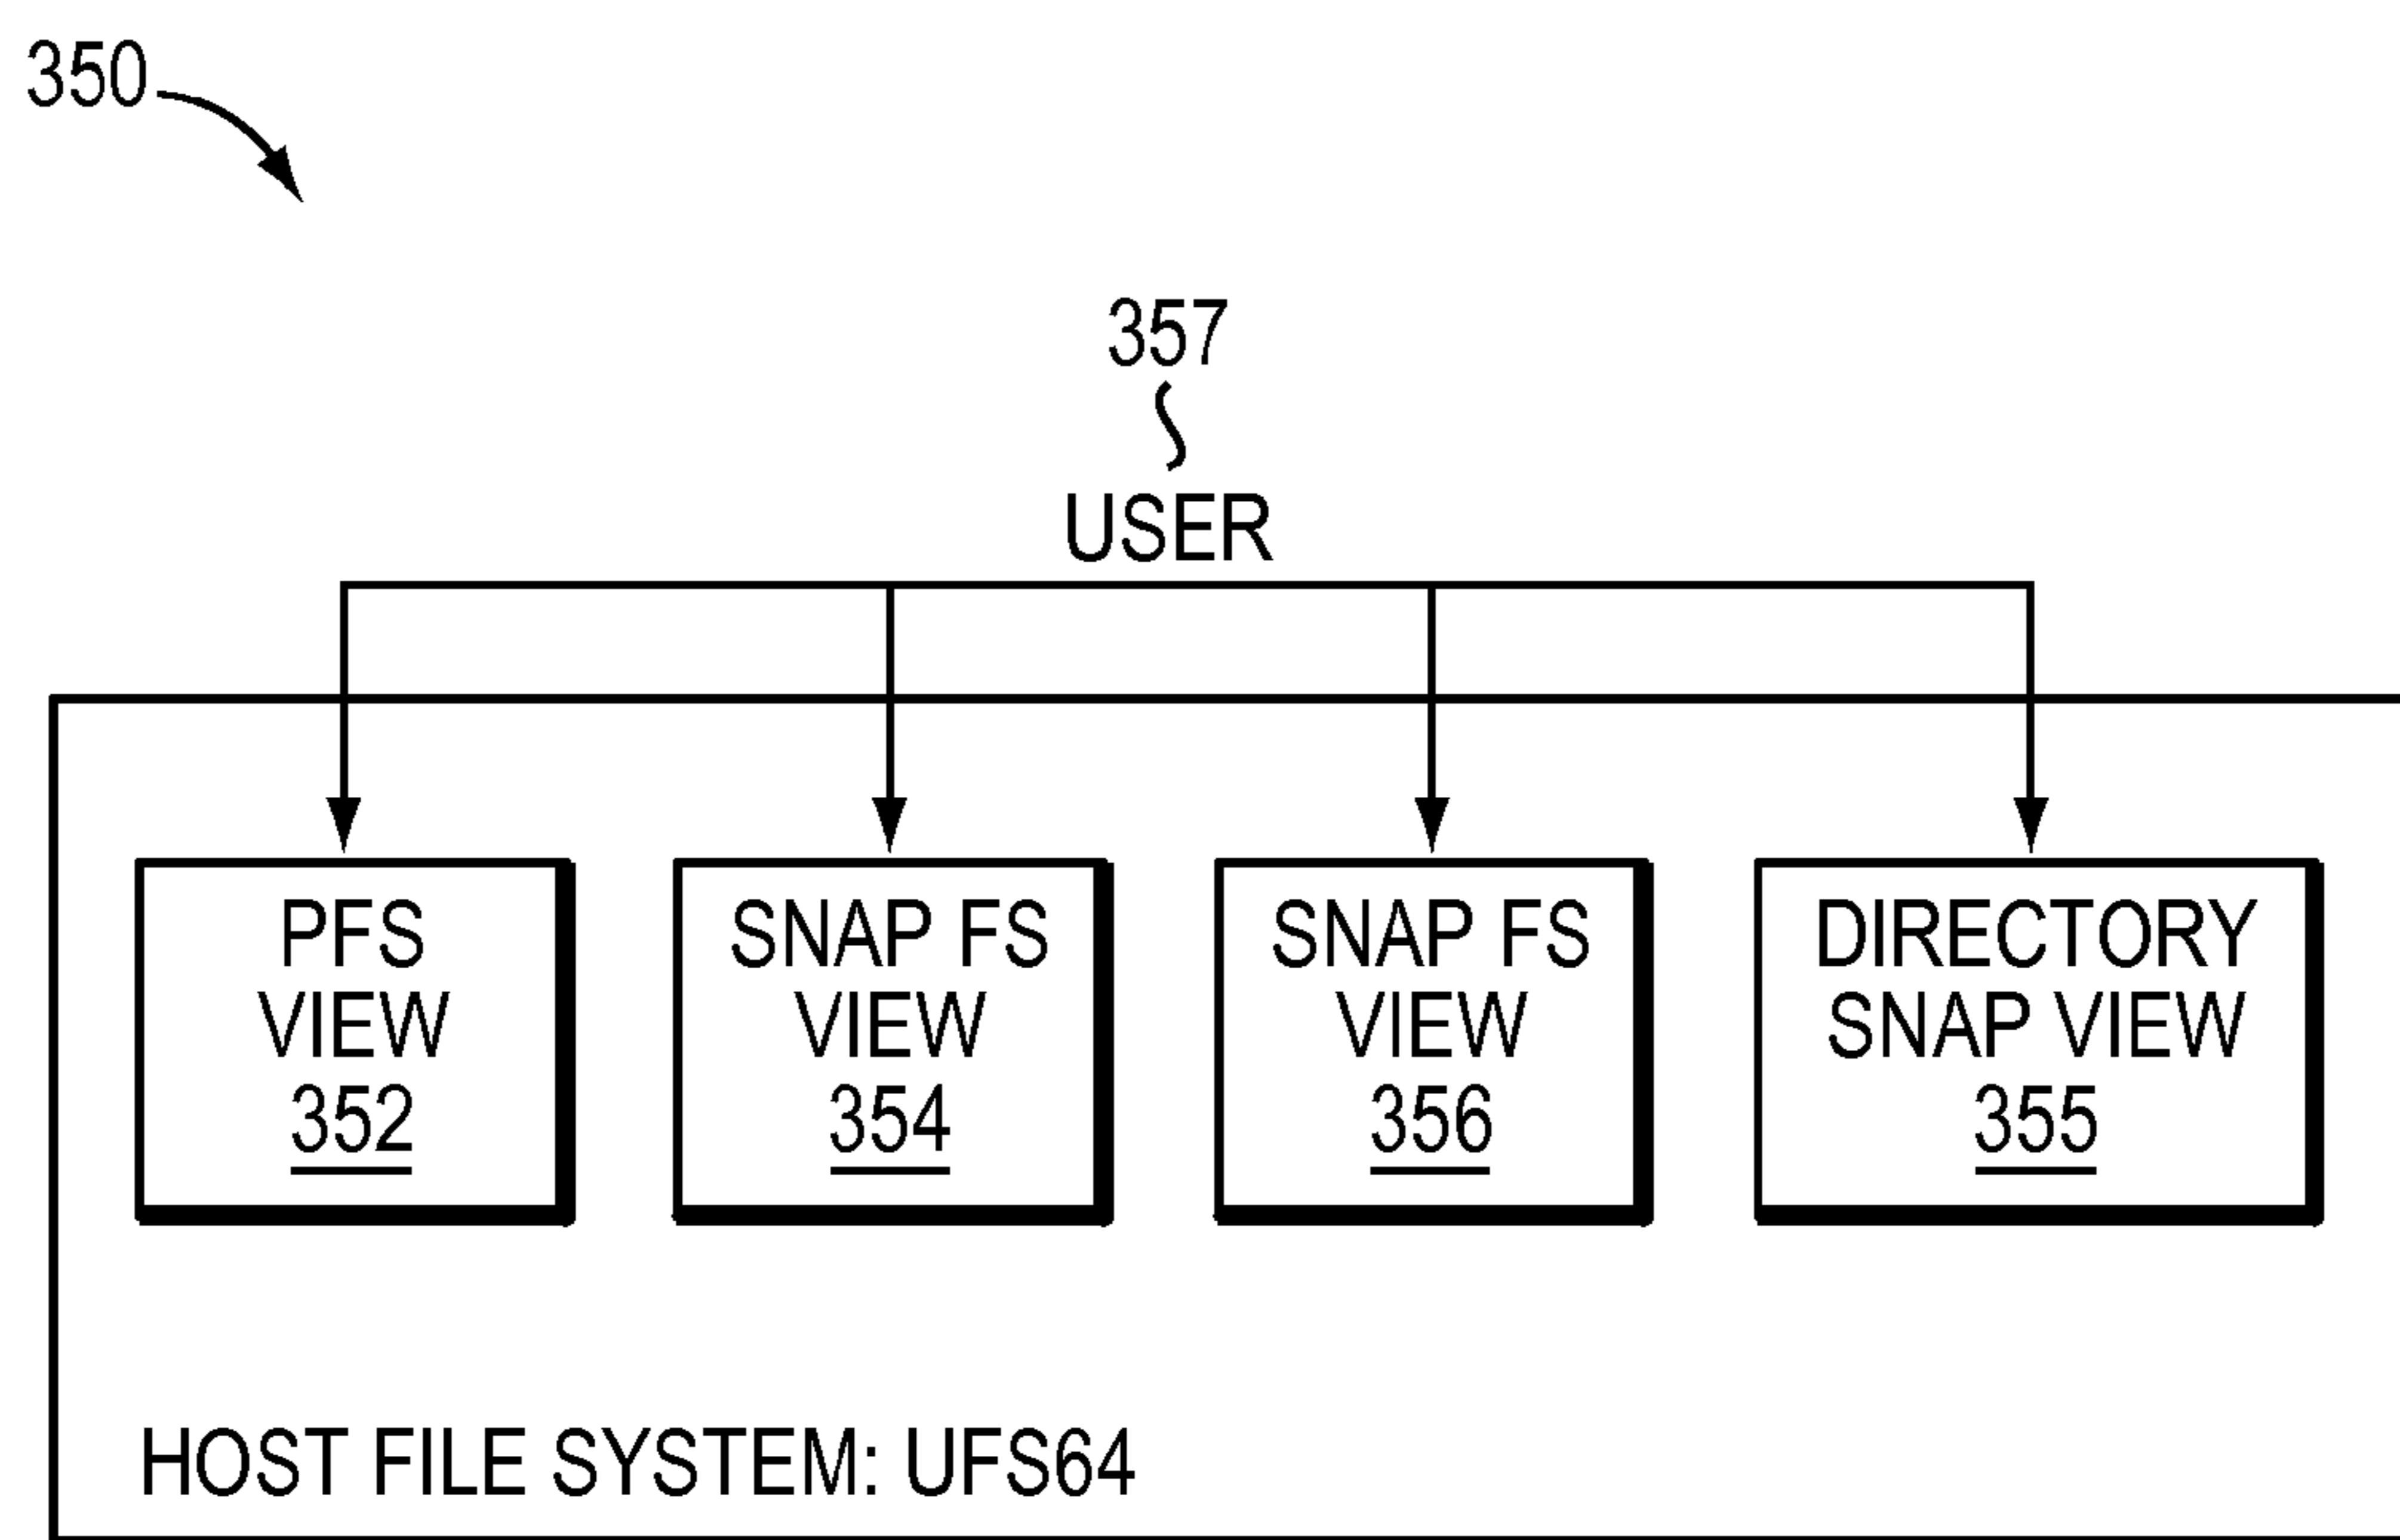 350
357
USER
PFS
VIEW
352
SNAP FS
VIEW
354
SNAP FS
VIEW
356
DIRECTORY
SNAP VIEW
355
HOST FILE SYSTEM: UFS64